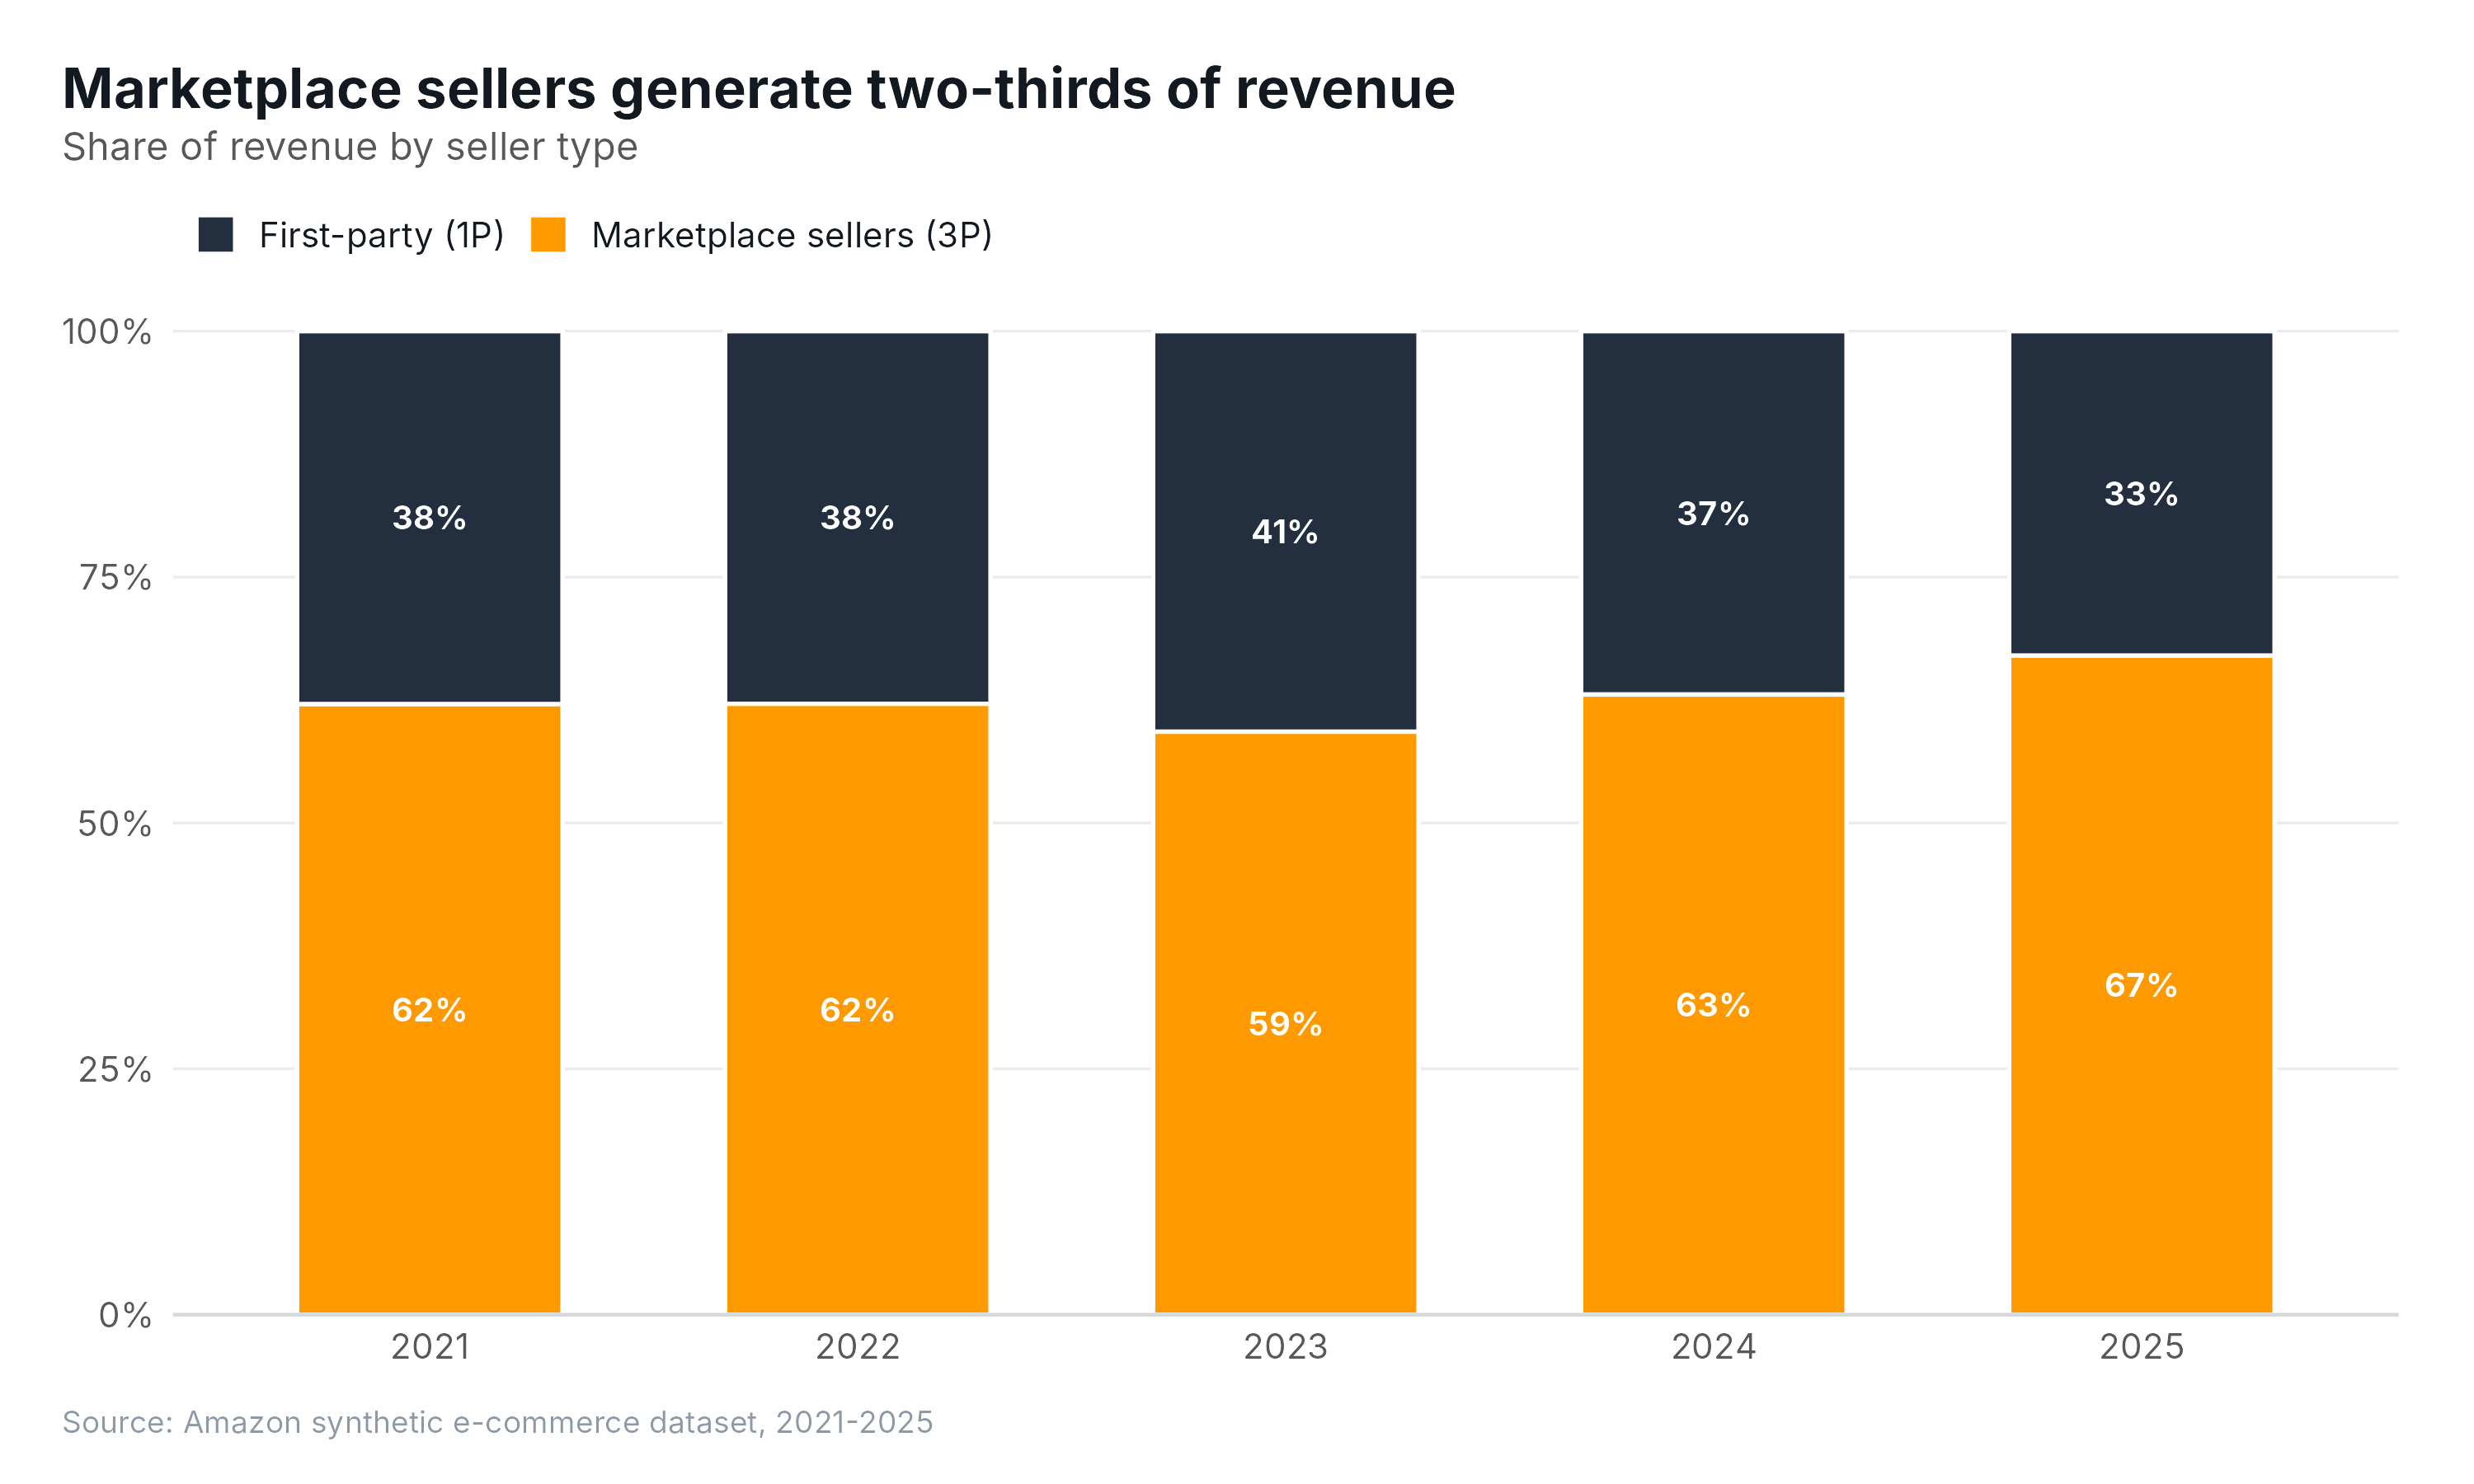 Marketplace sellers generate two-thirds of revenue
Share of revenue by seller type
First-party (1P) Marketplace sellers (3P)
100%
75%
50%
25%
0%
38% 38% 41% 37% 33%
62% 62% 59% 63% 67%
2021 2022 2023 2024 2025
Source: Amazon synthetic e-commerce dataset, 2021-2025